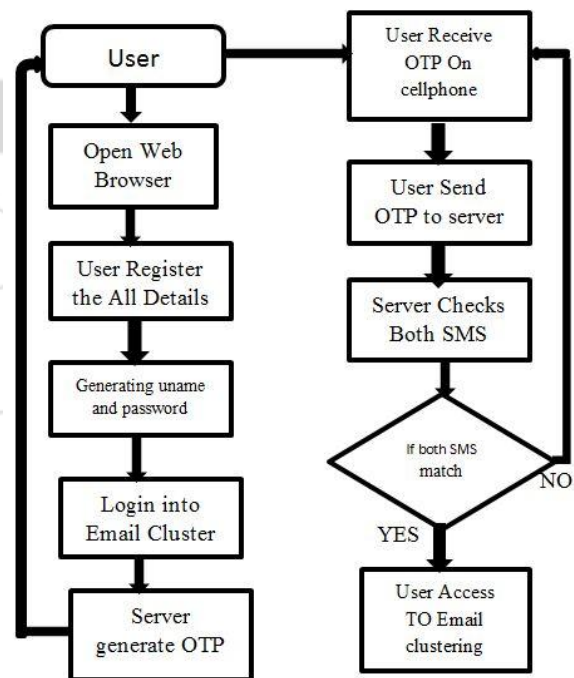 User
Open Web
Browser
User Register
the All Details
Generating uname
and password
Login into
Email Cluster
Server
generate OTP
User Receive
OTP On
cellphone
User Send
OTP to server
Server Checks
Both SMS
If both SMS
match
NO
YES
User Access
TO Email
clustering